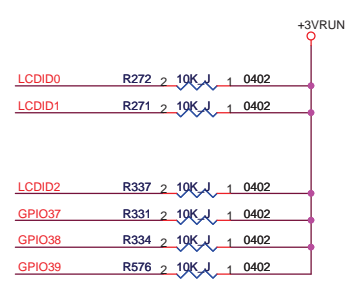 +3VRUN
LCDID0 R272 2 10K_J 1 0402
LCDID1 R271 2 10K_J 1 0402
LCDID2 R337 2 10K_J 1 0402
GPIO37 R331 2 10K_J 1 0402
GPIO38 R334 2 10K_J 1 0402
GPIO39 R576 2 10K_J 1 0402